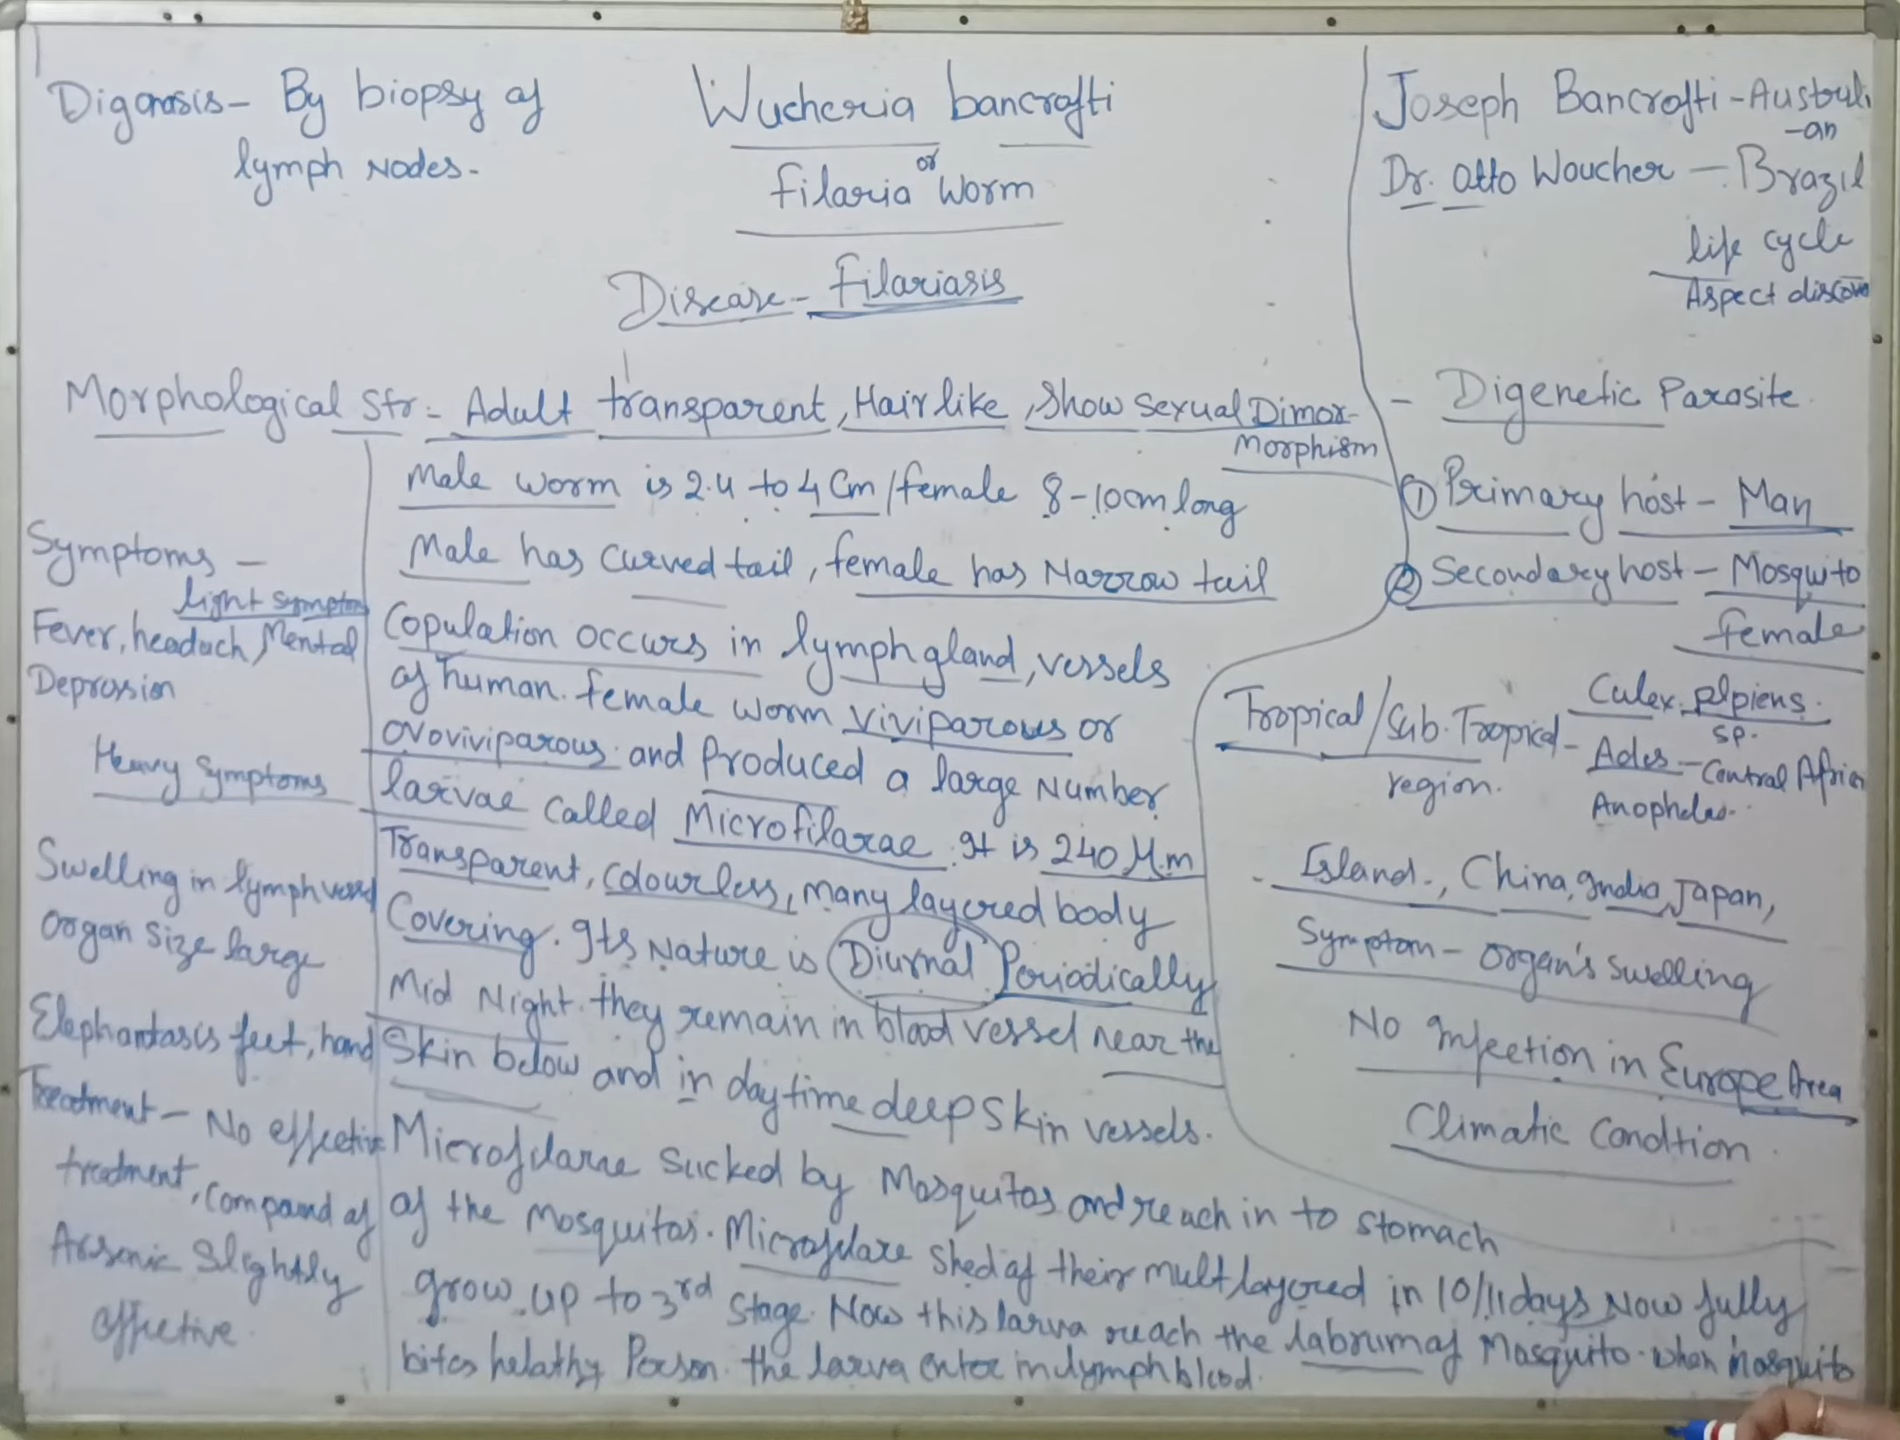 Wucheria bancrofti
or
filaria Worm
Disease - Filariasis
Digonosis - By biopsy of
lymph Nodes.
Joseph Bancrofti - Austrli
-an
Dr. Otto Woucher - Brazil
life cycle
Aspect discov
Morphological Str - Adult transparent, Hair like, Show Sexual Dimor-
Morphism
Male worm is 2.4 to 4 Cm / female 8-10cm long
Male has Curved tail, female has Narrow tail
Copulation occurs in lymph gland, vessels
of human. female worm viviparous or
ovoviviparous and Produced a large Number
larvae called Microfilarae. It is 240 µm
Transparent, Colourless, many layered body
Covering. Its Nature is Diurnal Periodically
Mid Night. they remain in blood vessel near the
Skin below and in daytime deep skin vessels.
Microfilarae Sucked by Mosquitos and reach in to stomach
of the Mosquitos. Microfilare Shed of their multlayered in 10/11 days Now fully
grow up to 3rd Stage. Now this larva reach the labrum of Mosquito. when mosquito
bites helathy Person. the larva enter in lymph blood.
Symptoms -
light symptom
Fever, headach, Mental
Depression
Heavy Symptoms
Swelling in lymph vessel
organ size large
Elephantasis feet, hand
Treatment - No effective
treatment, Compound of
Arsenic Slightly
effective.
- Digenetic Parasite.
① Primary host - Man
② Secondary host - Mosquito
female
Tropical / Sub. Tropical -
region.
Culex. pipiens.
sp.
Ades - Central Africa
Anopheles.
- Island., China, India, Japan,
Symptom - organ's swelling
No Infection in Europe Area
Climatic Condtion.